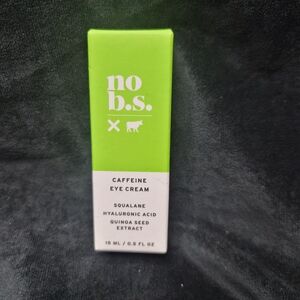 no
b.s.
CAFFEINE
EYE CREAM
SQUALANE
HYALURONIC ACID
QUINOA SEED
EXTRACT
15 ML / 0.5 FL OZ